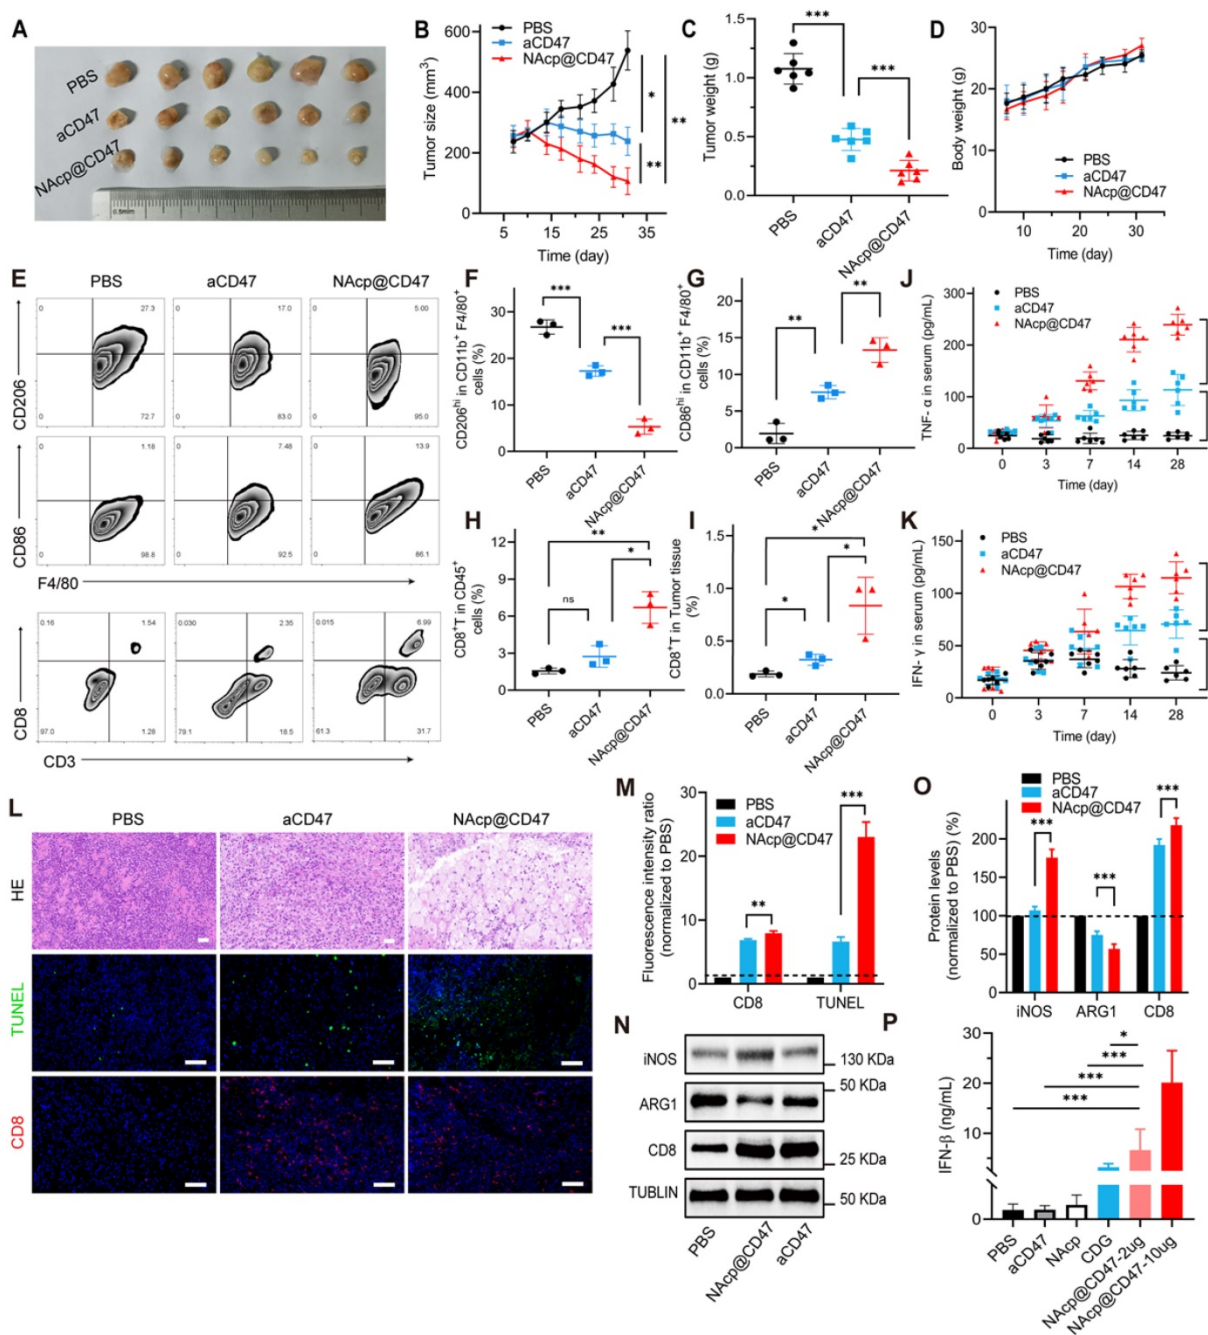 A
PBS
aCD47
NAcp@CD47
0.5mm
B
PBS
aCD47
NAcp@CD47
Tumor size (mm³)
600
400
200
0
5
15
25
35
Time (day)
*
**
**
C
Tumor weight (g)
1.5
1.0
0.5
0.0
***
***
PBS
aCD47
NAcp@CD47
D
Body weight (g)
30
20
10
0
10
20
30
Time (day)
PBS
aCD47
NAcp@CD47
E
PBS
aCD47
NAcp@CD47
CD206
0 27.3
72.7
0 17.0
0 83.0
0 5.00
0 95.0
CD86
0 1.18
0 98.8
0 7.48
0 92.5
0 13.9
0 86.1
F4/80
CD8
0.16 1.54
97.0 1.28
0.030 2.35
79.1 18.5
0.015 6.99
61.3 31.7
CD3
F
CD206hi in CD11b+ F4/80+
cells (%)
30
20
10
0
***
***
PBS
aCD47
NAcp@CD47
G
CD86hi in CD11b+ F4/80+
cells (%)
20
15
10
5
0
**
**
PBS
aCD47
NAcp@CD47
H
CD8+T in CD45+
cells (%)
12
9
6
3
0
**
*
ns
PBS
aCD47
NAcp@CD47
I
CD8+T in Tumor tissue
(%)
1.5
1.0
0.5
0.0
*
*
*
PBS
aCD47
NAcp@CD47
J
TNF- α in serum (pg/mL)
300
200
100
0
PBS
aCD47
NAcp@CD47
0
3
7
14
28
Time (day)
K
IFN- γ in serum (pg/mL)
150
100
50
0
PBS
aCD47
NAcp@CD47
0
3
7
14
28
Time (day)
L
PBS
aCD47
NAcp@CD47
HE
TUNEL
CD8
M
Fluorescence intensity ratio
(normalized to PBS)
30
20
10
0
PBS
aCD47
NAcp@CD47
**
***
CD8
TUNEL
N
iNOS
130 KDa
50 KDa
ARG1
CD8
25 KDa
TUBLIN
50 KDa
PBS
NAcp@CD47
aCD47
O
PBS
aCD47
NAcp@CD47
Protein levels
(normalized to PBS) (%)
200
150
100
50
0
***
***
***
iNOS
ARG1
CD8
P
IFN-β (ng/mL)
30
20
10
0
*
***
***
***
PBS
aCD47
NAcp
CDG
NAcp@CD47-2ug
NAcp@CD47-10ug